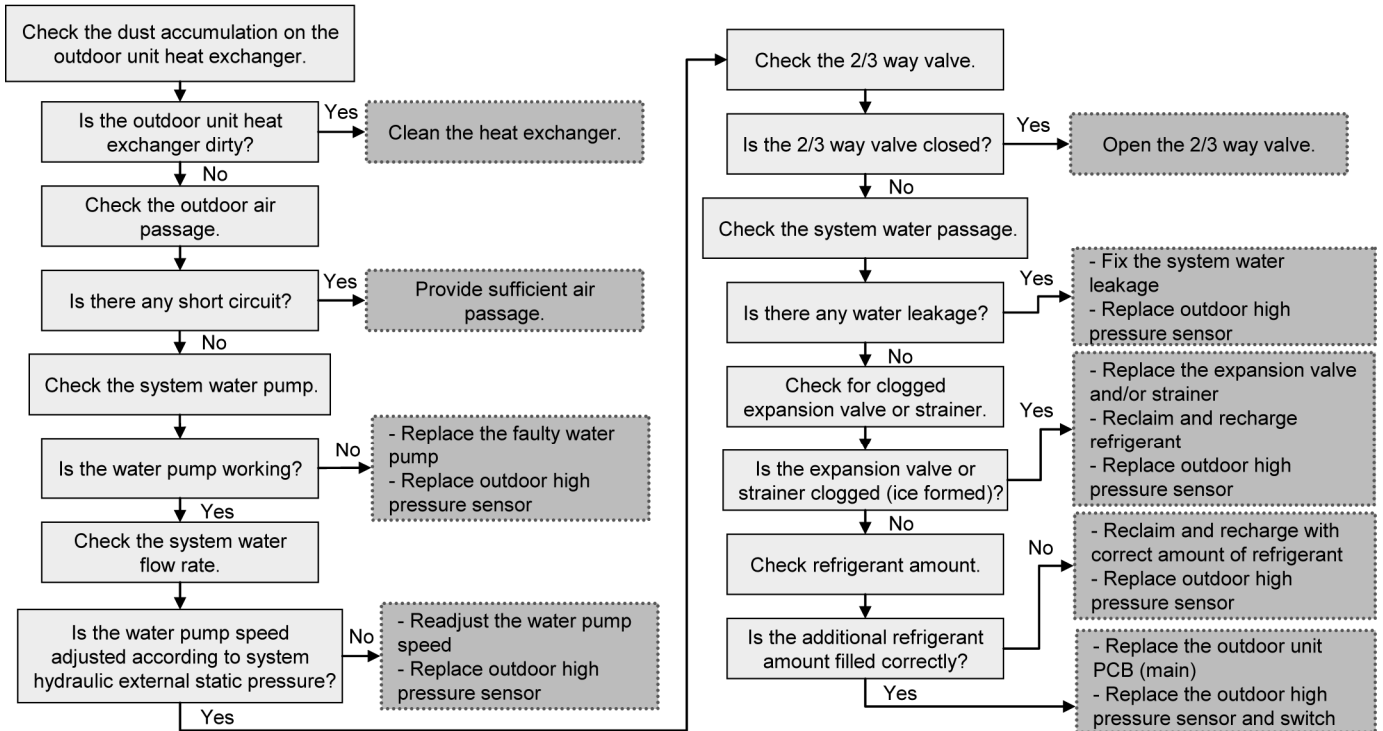 Check the dust accumulation on the
outdoor unit heat exchanger.
Is the outdoor unit heat
exchanger dirty?
Yes
Clean the heat exchanger.
No
Check the outdoor air
passage.
Is there any short circuit?
Yes
Provide sufficient air
passage.
No
Check the system water pump.
Is the water pump working?
No
- Replace the faulty water
pump
- Replace outdoor high
pressure sensor
Yes
Check the system water
flow rate.
Is the water pump speed
adjusted according to system
hydraulic external static pressure?
No
- Readjust the water pump
speed
- Replace outdoor high
pressure sensor
Yes
Check the 2/3 way valve.
Is the 2/3 way valve closed?
Yes
Open the 2/3 way valve.
No
Check the system water passage.
Is there any water leakage?
Yes
- Fix the system water
leakage
- Replace outdoor high
pressure sensor
No
Check for clogged
expansion valve or strainer.
Is the expansion valve or
strainer clogged (ice formed)?
Yes
- Replace the expansion valve
and/or strainer
- Reclaim and recharge
refrigerant
- Replace outdoor high
pressure sensor
No
Check refrigerant amount.
Is the additional refrigerant
amount filled correctly?
No
- Reclaim and recharge with
correct amount of refrigerant
- Replace outdoor high
pressure sensor
Yes
- Replace the outdoor unit
PCB (main)
- Replace the outdoor high
pressure sensor and switch